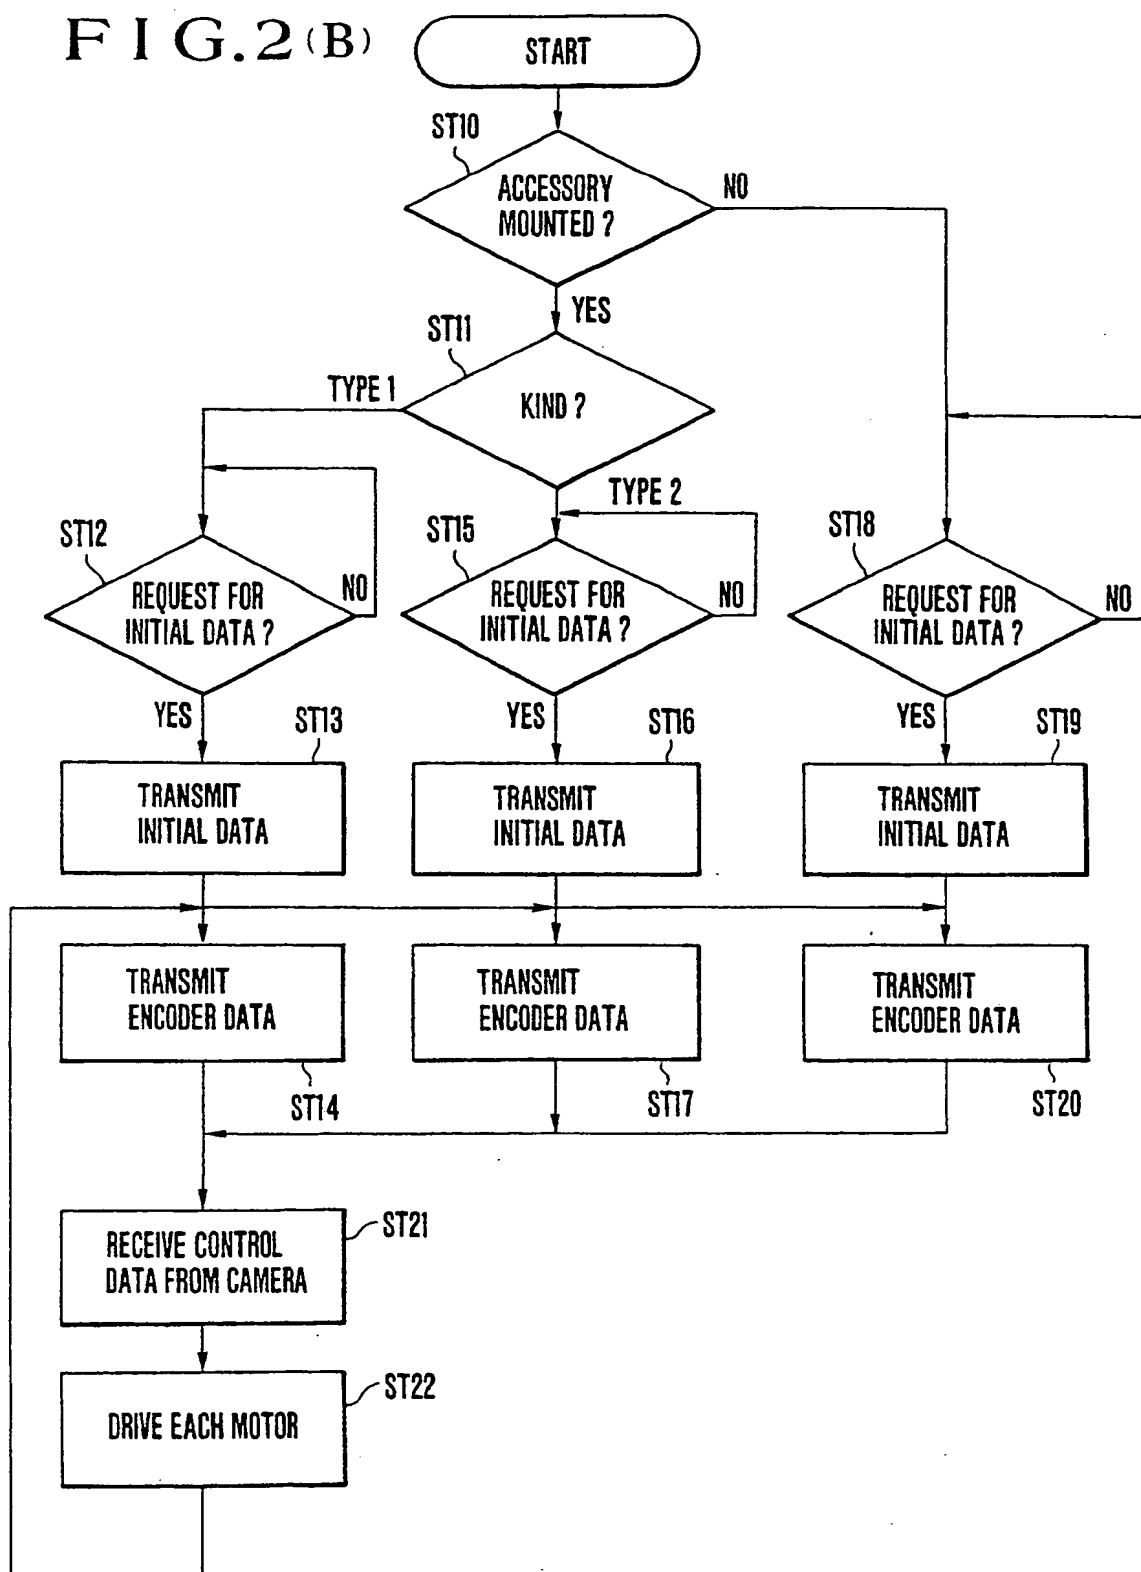 FIG.2(B)
START
ST10
ACCESSORY
MOUNTED ?
NO
YES
ST11
TYPE 1
KIND ?
TYPE 2
ST12
REQUEST FOR
INITIAL DATA ?
NO
ST15
REQUEST FOR
INITIAL DATA ?
NO
ST18
REQUEST FOR
INITIAL DATA ?
NO
YES
ST13
YES
ST16
YES
ST19
TRANSMIT
INITIAL DATA
TRANSMIT
INITIAL DATA
TRANSMIT
INITIAL DATA
TRANSMIT
ENCODER DATA
TRANSMIT
ENCODER DATA
TRANSMIT
ENCODER DATA
ST14
ST17
ST20
RECEIVE CONTROL
DATA FROM CAMERA
ST21
DRIVE EACH MOTOR
ST22